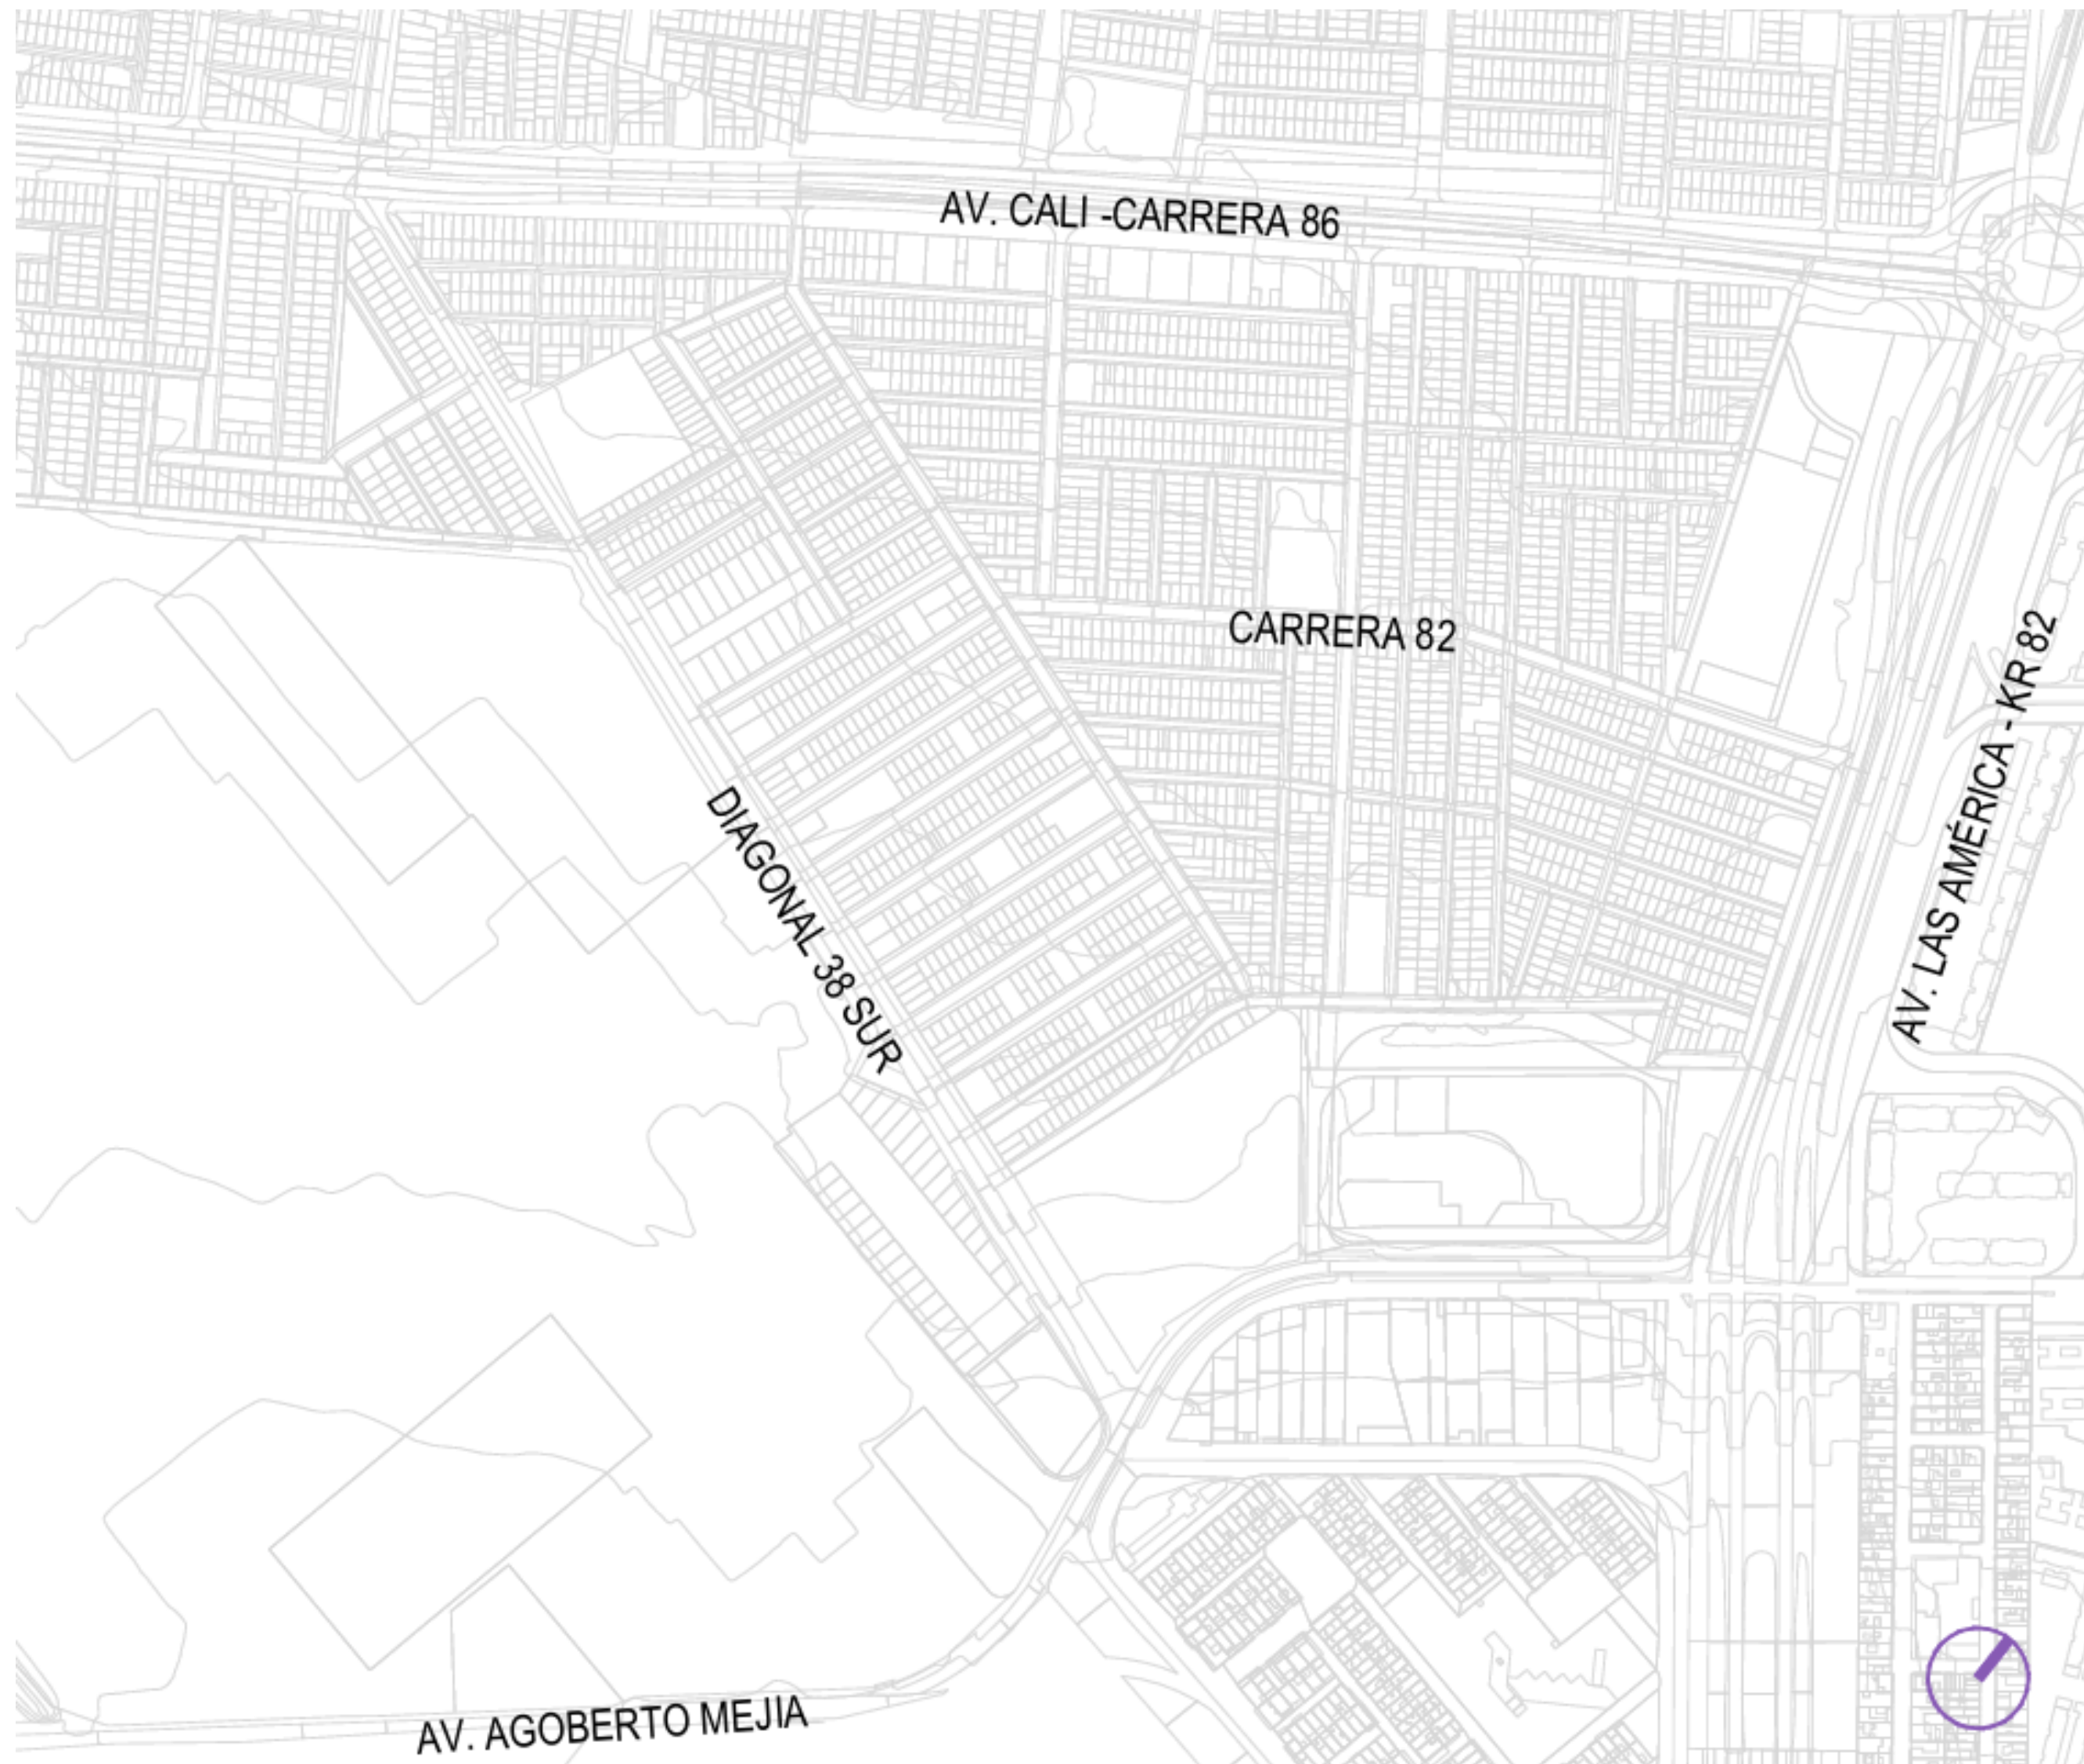 AV. CALI -CARRERA 86
CARRERA 82
AV. LAS AMÉRICA - KR 82
DIAGONAL 38 SUR
AV. AGOBERTO MEJIA